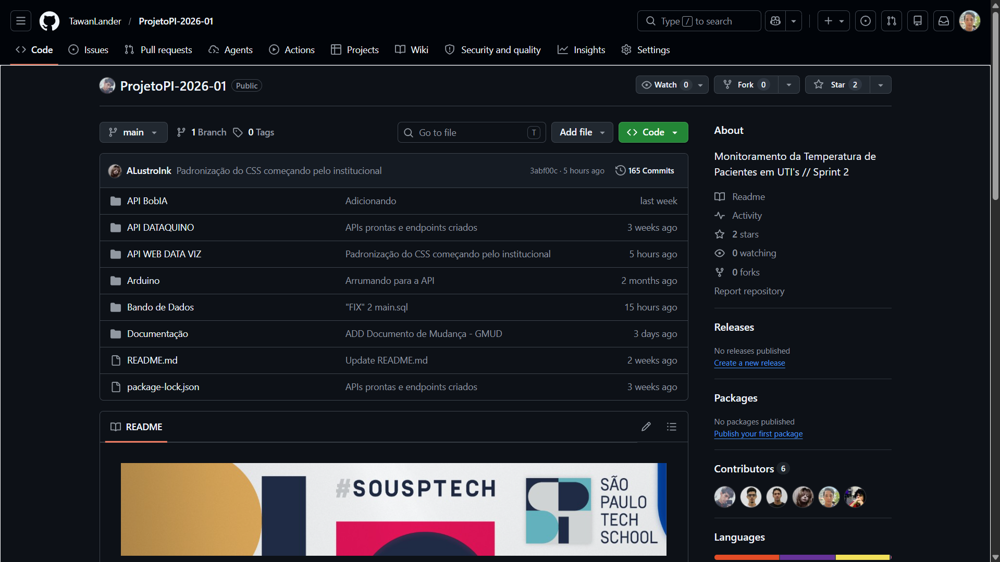 TawanLander / ProjetoPI-2026-01
Type / to search
Code Issues Pull requests Agents Actions Projects Wiki Security and quality Insights Settings
ProjetoPI-2026-01 Public
Watch 0 Fork 0 Star 2
main 1 Branch 0 Tags Go to file T Add file Code
ALustroInk Padronização do CSS começando pelo institucional 3abf00c · 5 hours ago 165 Commits
API BobIA Adicionando last week
API DATAQUINO APIs prontas e endpoints criados 3 weeks ago
API WEB DATA VIZ Padronização do CSS começando pelo institucional 5 hours ago
Arduino Arrumando para a API 2 months ago
Bando de Dados "FIX" 2 main.sql 15 hours ago
Documentação ADD Documento de Mudança - GMUD 3 days ago
README.md Update README.md 2 weeks ago
package-lock.json APIs prontas e endpoints criados 3 weeks ago
README
#SOUSPTECH
SÃO
PAULO
TECH
SCHOOL
About
Monitoramento da Temperatura de
Pacientes em UTI's // Sprint 2
Readme
Activity
2 stars
0 watching
0 forks
Report repository
Releases
No releases published
Create a new release
Packages
No packages published
Publish your first package
Contributors 6
Languages